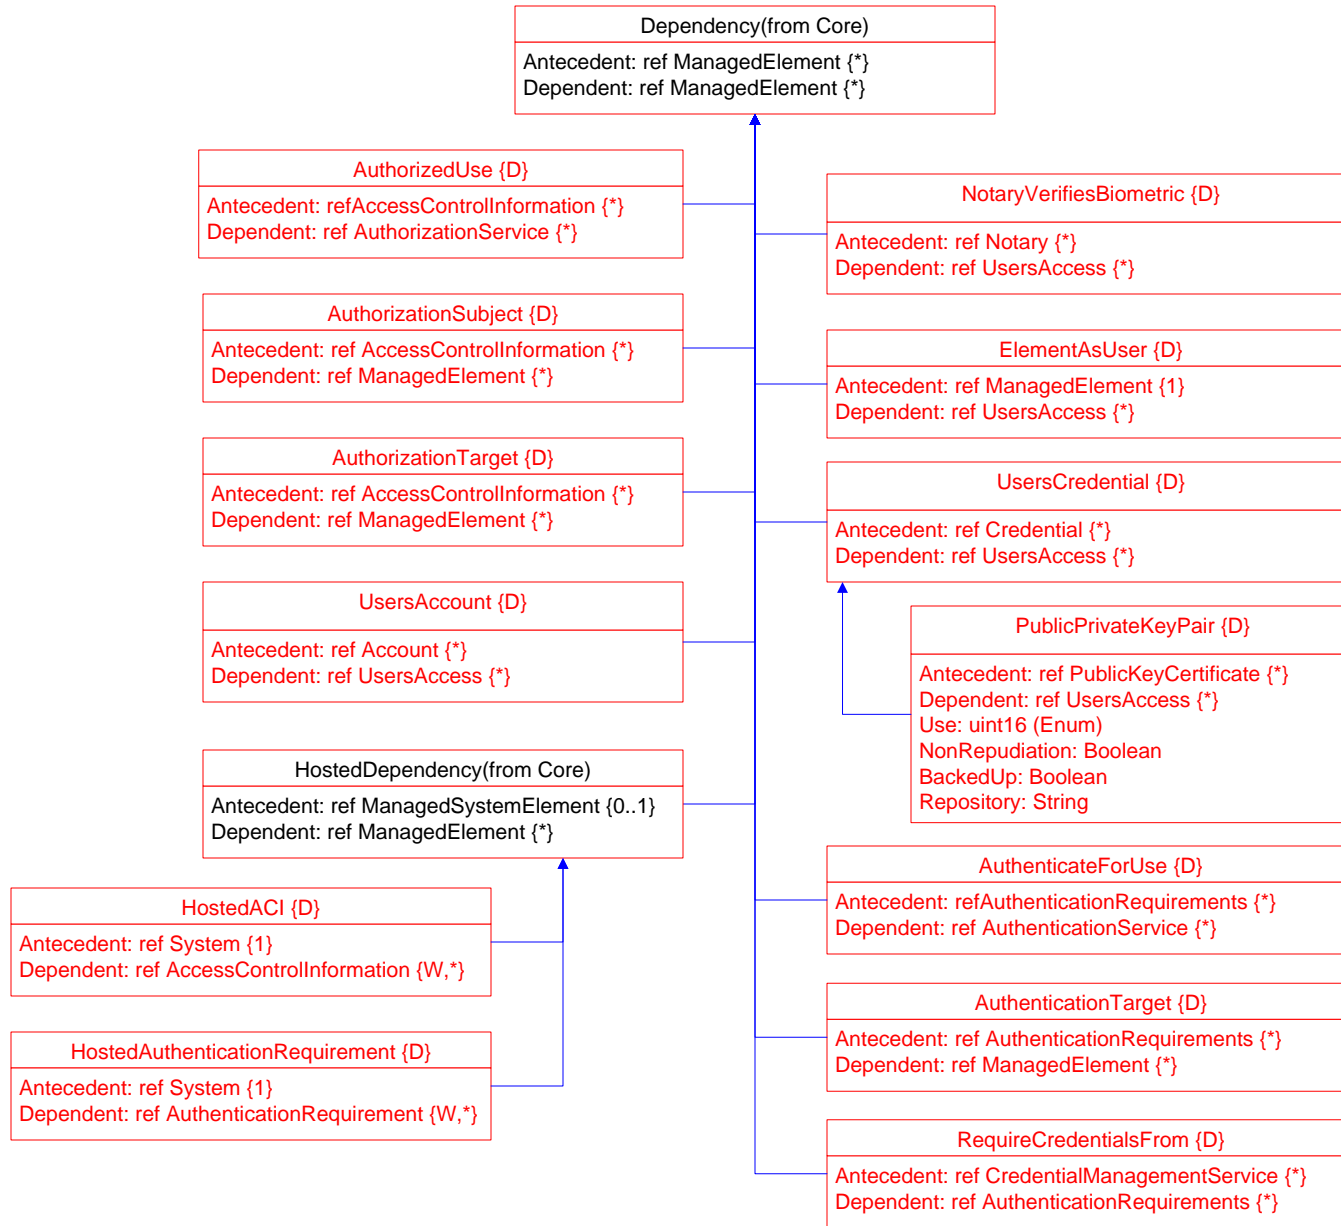 Dependency(from Core)
Antecedent: ref ManagedElement {*}
Dependent: ref ManagedElement {*}
AuthorizedUse {D}
Antecedent: refAccessControlInformation {*}
Dependent: ref AuthorizationService {*}
NotaryVerifiesBiometric {D}
Antecedent: ref Notary {*}
Dependent: ref UsersAccess {*}
AuthorizationSubject {D}
Antecedent: ref AccessControlInformation {*}
Dependent: ref ManagedElement {*}
ElementAsUser {D}
Antecedent: ref ManagedElement {1}
Dependent: ref UsersAccess {*}
AuthorizationTarget {D}
Antecedent: ref AccessControlInformation {*}
Dependent: ref ManagedElement {*}
UsersCredential {D}
Antecedent: ref Credential {*}
Dependent: ref UsersAccess {*}
UsersAccount {D}
Antecedent: ref Account {*}
Dependent: ref UsersAccess {*}
PublicPrivateKeyPair {D}
Antecedent: ref PublicKeyCertificate {*}
Dependent: ref UsersAccess {*}
Use: uint16 (Enum)
NonRepudiation: Boolean
BackedUp: Boolean
Repository: String
HostedDependency(from Core)
Antecedent: ref ManagedSystemElement {0..1}
Dependent: ref ManagedElement {*}
AuthenticateForUse {D}
Antecedent: refAuthenticationRequirements {*}
Dependent: ref AuthenticationService {*}
HostedACI {D}
Antecedent: ref System {1}
Dependent: ref AccessControlInformation {W,*}
AuthenticationTarget {D}
Antecedent: ref AuthenticationRequirements {*}
Dependent: ref ManagedElement {*}
HostedAuthenticationRequirement {D}
Antecedent: ref System {1}
Dependent: ref AuthenticationRequirement {W,*}
RequireCredentialsFrom {D}
Antecedent: ref CredentialManagementService {*}
Dependent: ref AuthenticationRequirements {*}